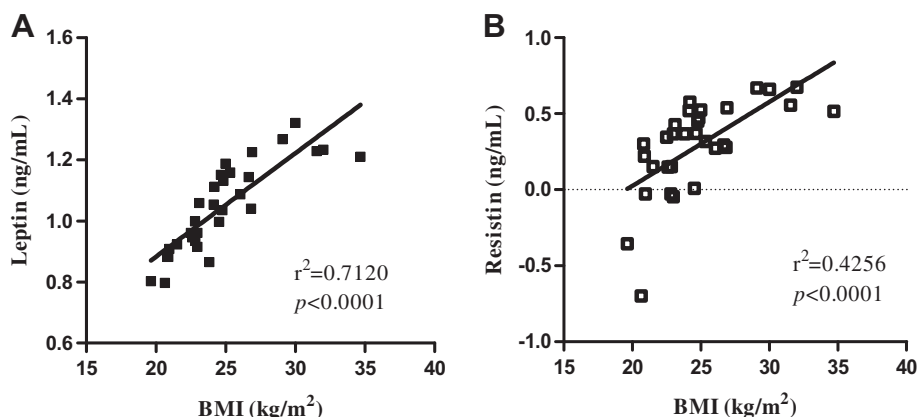 A
Leptin (ng/mL)
1.6
1.4
1.2
1.0
0.8
0.6
r²=0.7120
p<0.0001
15 20 25 30 35 40
BMI (kg/m²)
B
Resistin (ng/mL)
1.0
0.5
0.0
-0.5
-1.0
r²=0.4256
p<0.0001
15 20 25 30 35 40
BMI (kg/m²)